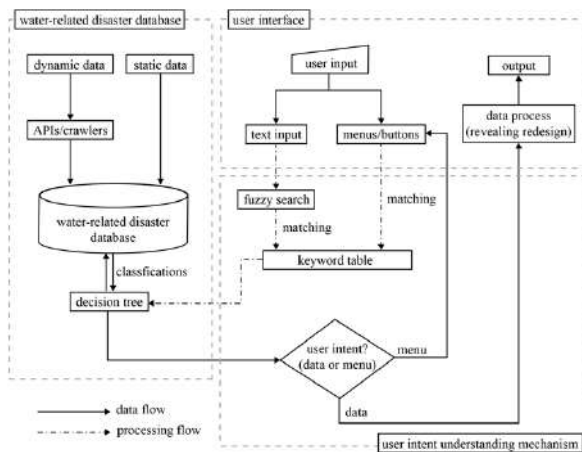 water-related disaster database
user interface
dynamic data
static data
user input
output
APIs/crawlers
text input
menus/buttons
data process
(revealing redesign)
fuzzy search
matching
matching
water-related disaster
database
keyword table
classfications
decision tree
user intent?
(data or menu)
menu
data
data flow
processing flow
user intent understanding mechanism